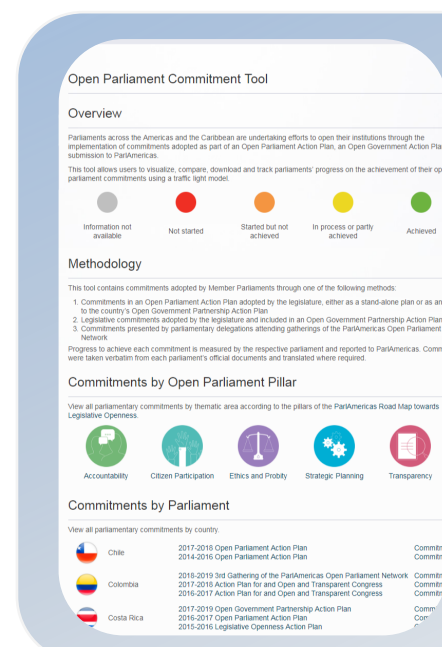 Open Parliament Commitment Tool
Overview
Parliaments across the Americas and the Caribbean are undertaking efforts to open their institutions through the
implementation of commitments adopted as part of an Open Parliament Action Plan, an Open Government Action Pla
submission to ParlAmericas.
This tool allows users to visualize, compare, download and track parliaments' progress on the achievement of their op
parliament commitments using a traffic light model.
Information not
available
Not started
Started but not
achieved
In process or partly
achieved
Achieved
Methodology
This tool contains commitments adopted by Member Parliaments through one of the following methods:
1. Commitments in an Open Parliament Action Plan adopted by the legislature, either as a stand-alone plan or as an
to the country's Open Government Partnership Action Plan
2. Legislative commitments adopted by the legislature and included in an Open Government Partnership Action Plan
3. Commitments presented by parliamentary delegations attending gatherings of the ParlAmericas Open Parliament
Network
Progress to achieve each commitment is measured by the respective parliament and reported to ParlAmericas. Comm
were taken verbatim from each parliament's official documents and translated where required.
Commitments by Open Parliament Pillar
View all parliamentary commitments by thematic area according to the pillars of the ParlAmericas Road Map towards
Legislative Openness.
Accountability
Citizen Participation
Ethics and Probity
Strategic Planning
Transparency
Commitments by Parliament
View all parliamentary commitments by country.
Chile
2017-2018 Open Parliament Action Plan Commitm
2014-2016 Open Parliament Action Plan Commitm
Colombia
2018-2019 3rd Gathering of the ParlAmericas Open Parliament Network Commitm
2017-2018 Action Plan for and Open and Transparent Congress Commitm
2016-2017 Action Plan for and Open and Transparent Congress Commitm
Costa Rica
2017-2019 Open Government Partnership Action Plan Comm
2016-2017 Open Parliament Action Plan Comm
2015-2016 Legislative Openness Action Plan